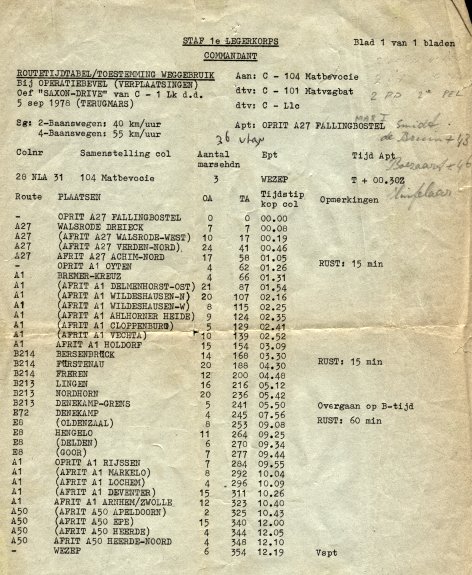 STAF 1e LEGERKORPS
Blad 1 van 1 bladen
COMMANDANT
ROUTETIJDTABEL/TOESTEMMING WEGGEBRUIK
Aan: C - 104 Matbevocie
Bij OPERATIEBEVEL (VERPLAATSINGEN)
dtv: C - 101 Matvzgbat
Oef "SAXON-DRIVE" van C - 1 Lk d.d.
dtv: C - Llc
5 sep 1978 (TERUGMARS)
Sg: 2-Baanswegen: 40 km/uur
Apt: OPRIT A27 FALLINGBOSTEL
4-Baanswegen: 55 km/uur
Colnr Samenstelling col Aantal marsehdn Ept Tijd Apt
28 NLA 31 104 Matbevocie 3 WEZEP T + 00.30Z
Route PLAATSEN OA TA Tijdstip kop col Opmerkingen
- OPRIT A27 FALLINGBOSTEL 0 0 00.00
A27 WALSRODE DREIECK 7 7 00.08
A27 (AFRIT A27 WALSRODE-WEST) 10 17 00.19
A27 (AFRIT A27 VERDEN-NORD) 24 41 00.46
A27 AFRIT A27 ACHIM-NORD 17 58 01.05
- OPRIT A1 OYTEN 4 62 01.26 RUST: 15 min
A1 BREMER-KREUZ 4 66 01.31
A1 (AFRIT A1 DELMENHORST-OST) 21 87 01.54
A1 (AFRIT A1 WILDESHAUSEN-N) 20 107 02.16
A1 (AFRIT A1 WILDESHAUSEN-W) 8 115 02.25
A1 (AFRIT A1 AHLHORNER HEIDE) 9 124 02.35
A1 (AFRIT A1 CLOPPENBURG) 5 129 02.41
A1 (AFRIT A1 VECHTA) 10 139 02.52
A1 AFRIT A1 HOLDORF 15 154 03.09
B214 BERSENBRÜCK 14 168 03.30
B214 FÜRSTENAU 20 188 04.30 RUST: 15 min
B214 FREREN 12 200 04.48
B213 LINGEN 16 216 05.12
B213 NORDHORN 20 236 05.42
B213 DENEKAMP-GRENS 5 241 05.50 Overgaan op B-tijd
E72 DENEKAMP 4 245 07.56 RUST: 60 min
E8 (OLDENZAAL) 8 253 09.08
E8 HENGELO 11 264 09.25
E8 (DELDEN) 6 270 09.34
E8 (GOOR) 7 277 09.44
A1 OPRIT A1 RIJSSEN 7 284 09.55
A1 (AFRIT A1 MARKELO) 8 292 10.04
A1 (AFRIT A1 LOCHEM) 4 296 10.09
A1 (AFRIT A1 DEVENTER) 15 311 10.26
A1 AFRIT A1 ARNHEM/ZWOLLE 12 323 10.40
A50 (AFRIT A50 APELDOORN) 2 325 10.43
A50 (AFRIT A50 EPE) 15 340 12.00
A50 (AFRIT A50 HEERDE) 4 344 12.05
A50 AFRIT A50 HEERDE-NOORD 4 348 12.10
- WEZEP 6 354 12.19 Vspt